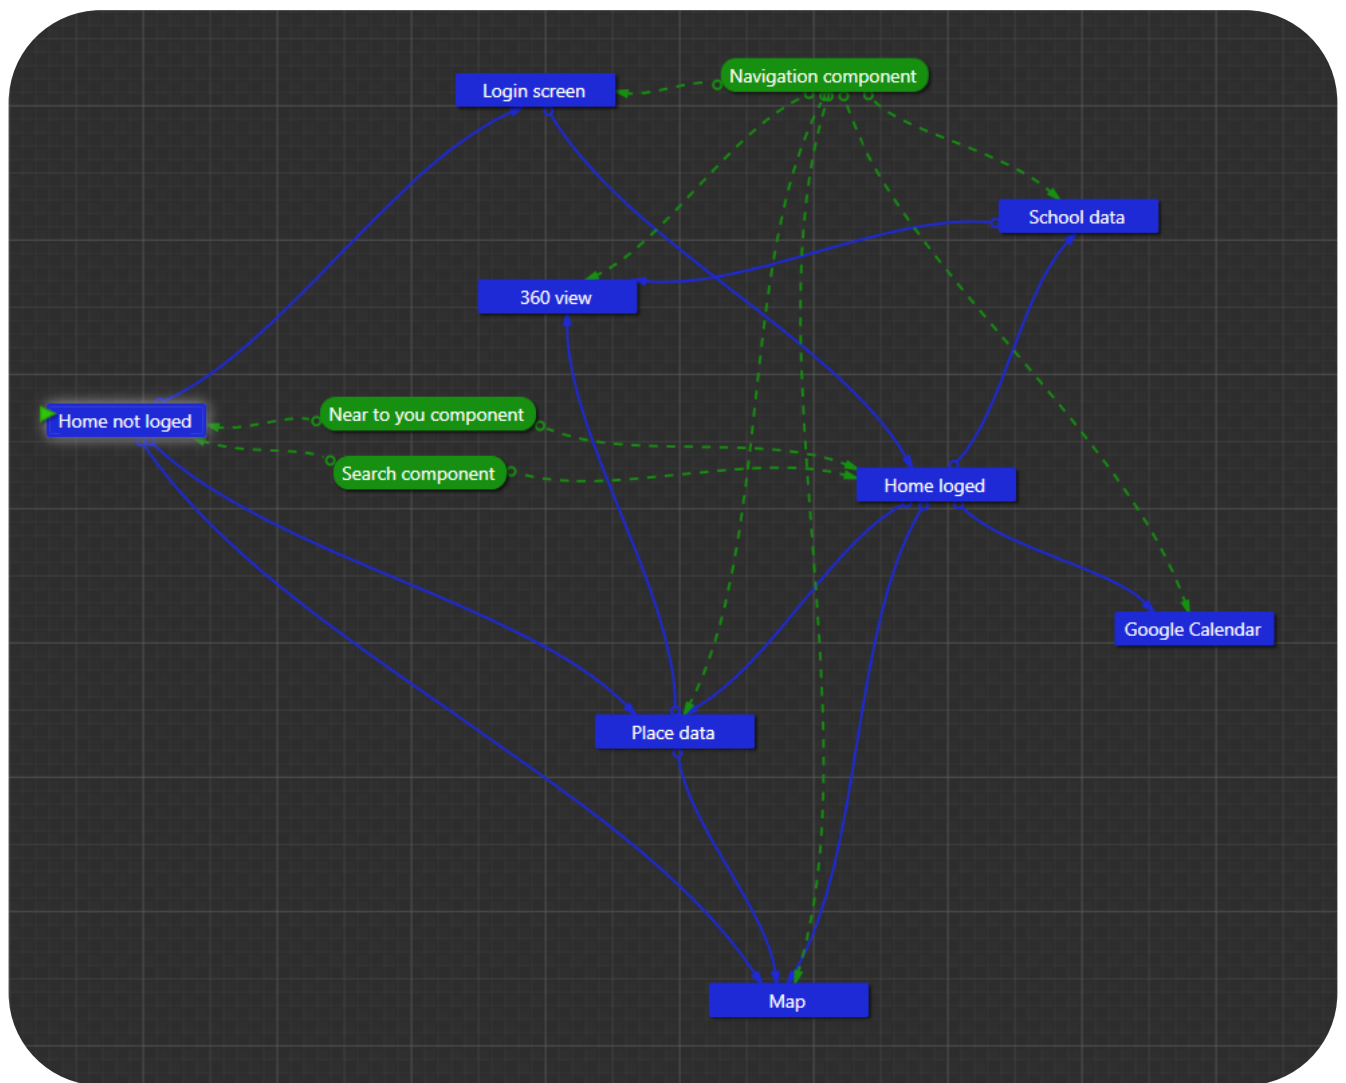 Navigation component
Login screen
School data
360 view
Near to you component
Home not loged
Search component
Home loged
Google Calendar
Place data
Map